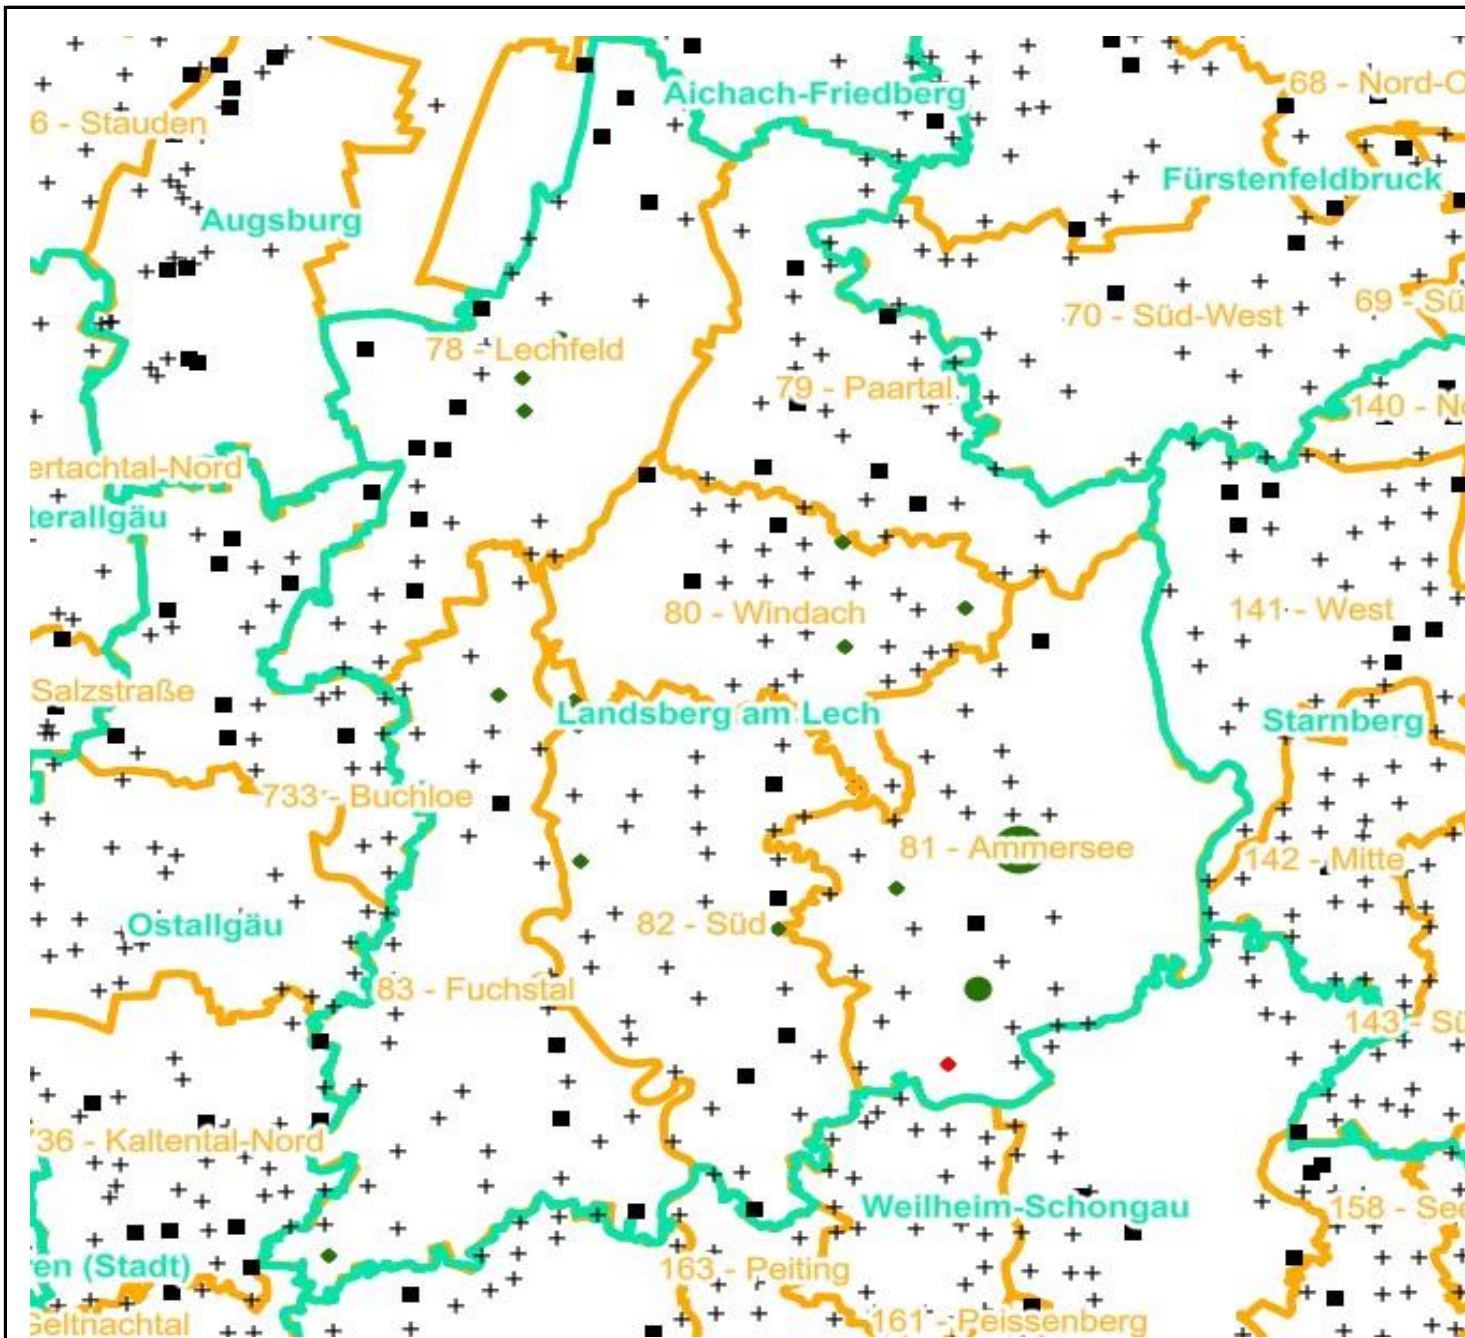 68 - Nord-O
Aichach-Friedberg
6 - Stauden
Fürstenfeldbruck
Augsburg
69 - Sü
70 - Süd-West
78 - Lechfeld
79 - Paartal
140 - No
ertachtal-Nord
terallgäu
80 - Windach
141 - West
Salzstraße
Landsberg am Lech
Starnberg
733 - Buchloe
81 - Ammersee
142 - Mitte
Ostallgäu
82 - Süd
83 - Fuchstal
143 - Sü
736 - Kaltental-Nord
Weilheim-Schongau
158 - See
ren (Stadt)
163 - Peiting
Geltnachtal
161 - Peissenberg